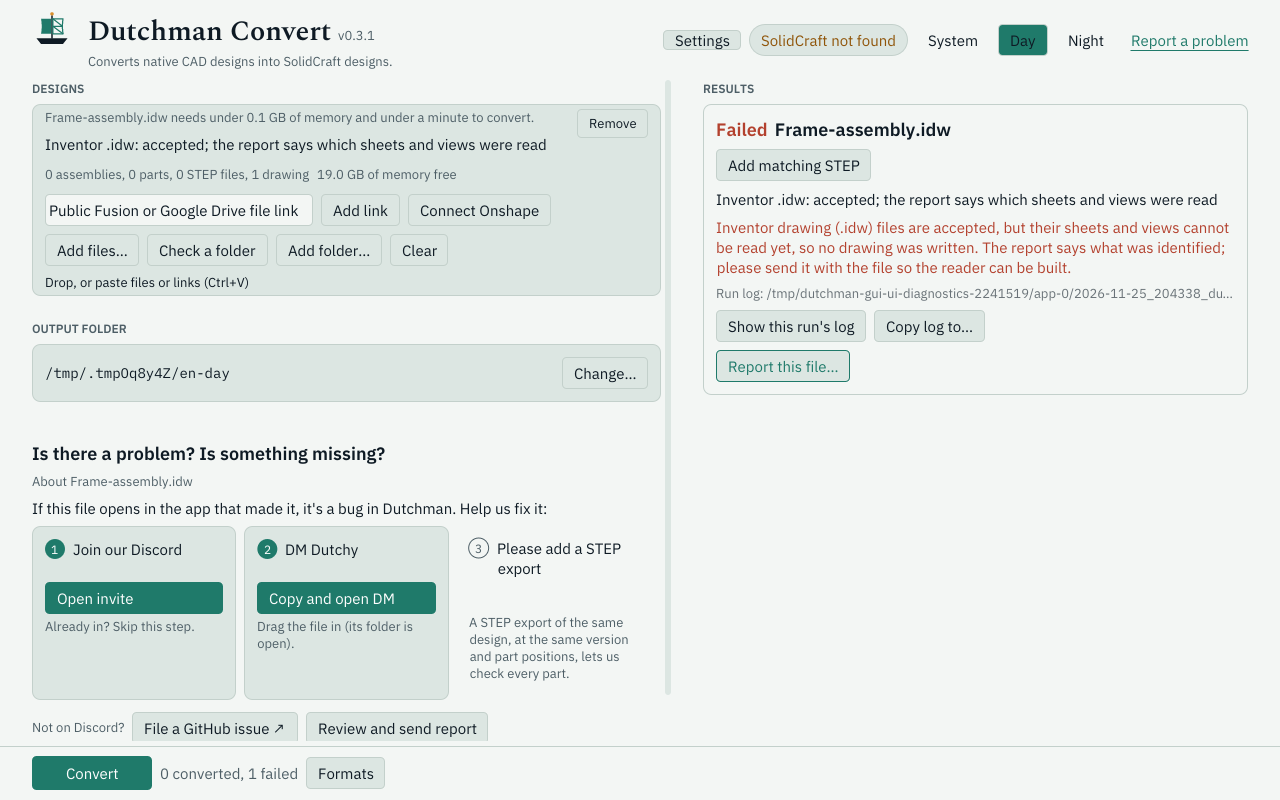 Dutchman Convert v0.3.1
Converts native CAD designs into SolidCraft designs.
Settings
SolidCraft not found
System
Day
Night
Report a problem
DESIGNS
Frame-assembly.idw needs under 0.1 GB of memory and under a minute to convert.
Remove
Inventor .idw: accepted; the report says which sheets and views were read
0 assemblies, 0 parts, 0 STEP files, 1 drawing 19.0 GB of memory free
Public Fusion or Google Drive file link
Add link
Connect Onshape
Add files...
Check a folder
Add folder...
Clear
Drop, or paste files or links (Ctrl+V)
OUTPUT FOLDER
/tmp/.tmpOq8y4Z/en-day
Change...
Is there a problem? Is something missing?
About Frame-assembly.idw
If this file opens in the app that made it, it's a bug in Dutchman. Help us fix it:
1 Join our Discord
Open invite
Already in? Skip this step.
2 DM Dutchy
Copy and open DM
Drag the file in (its folder is
open).
3 Please add a STEP
export
A STEP export of the same
design, at the same version
and part positions, lets us
check every part.
Not on Discord?
File a GitHub issue ↗
Review and send report
RESULTS
Failed Frame-assembly.idw
Add matching STEP
Inventor .idw: accepted; the report says which sheets and views were read
Inventor drawing (.idw) files are accepted, but their sheets and views cannot
be read yet, so no drawing was written. The report says what was identified;
please send it with the file so the reader can be built.
Run log: /tmp/dutchman-gui-ui-diagnostics-2241519/app-0/2026-11-25_204338_du...
Show this run's log
Copy log to...
Report this file...
Convert
0 converted, 1 failed
Formats